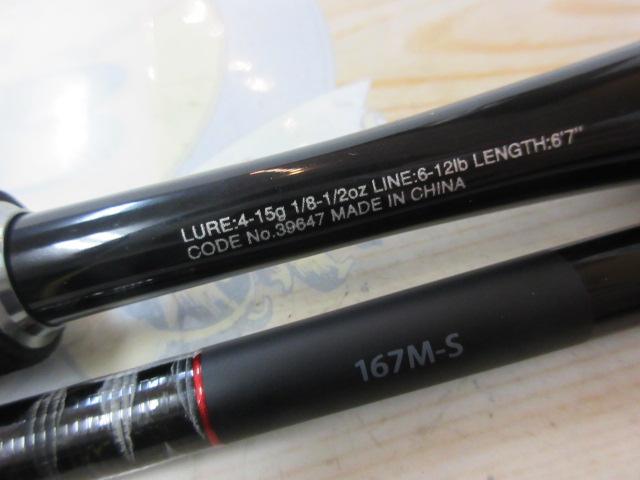 LURE:4-15g 1/8-1/2oz LINE:6-12lb LENGTH:6'7"
CODE No.39647 MADE IN CHINA
167M-S